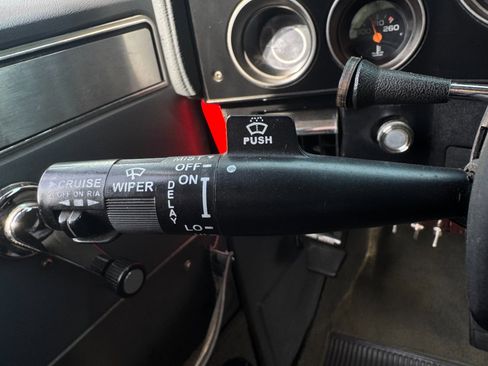 260
PUSH
MIST
OFF
ON
DELAY
LO
WIPER
CRUISE
OFF ON R/A